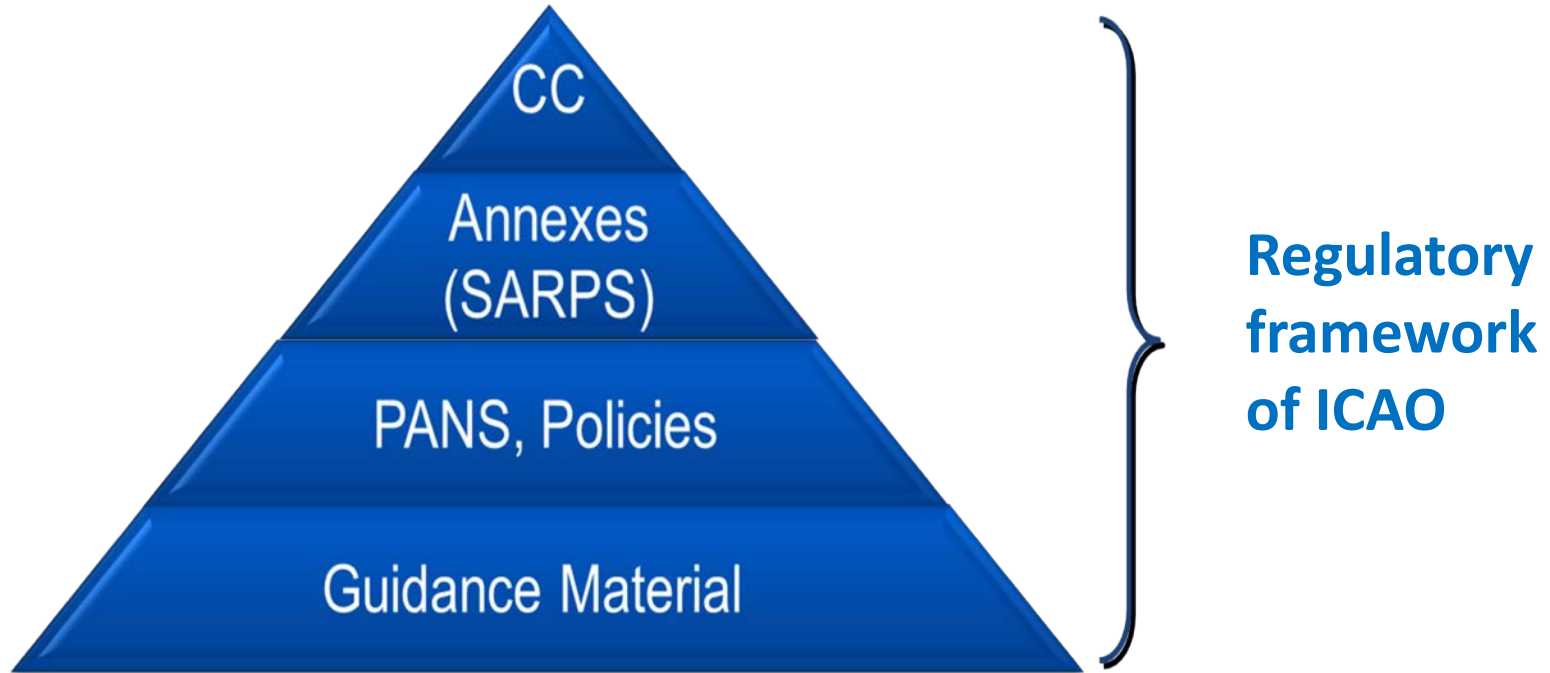 CC
Annexes
(SARPS)
PANS, Policies
Guidance Material
Regulatory
framework
of ICAO